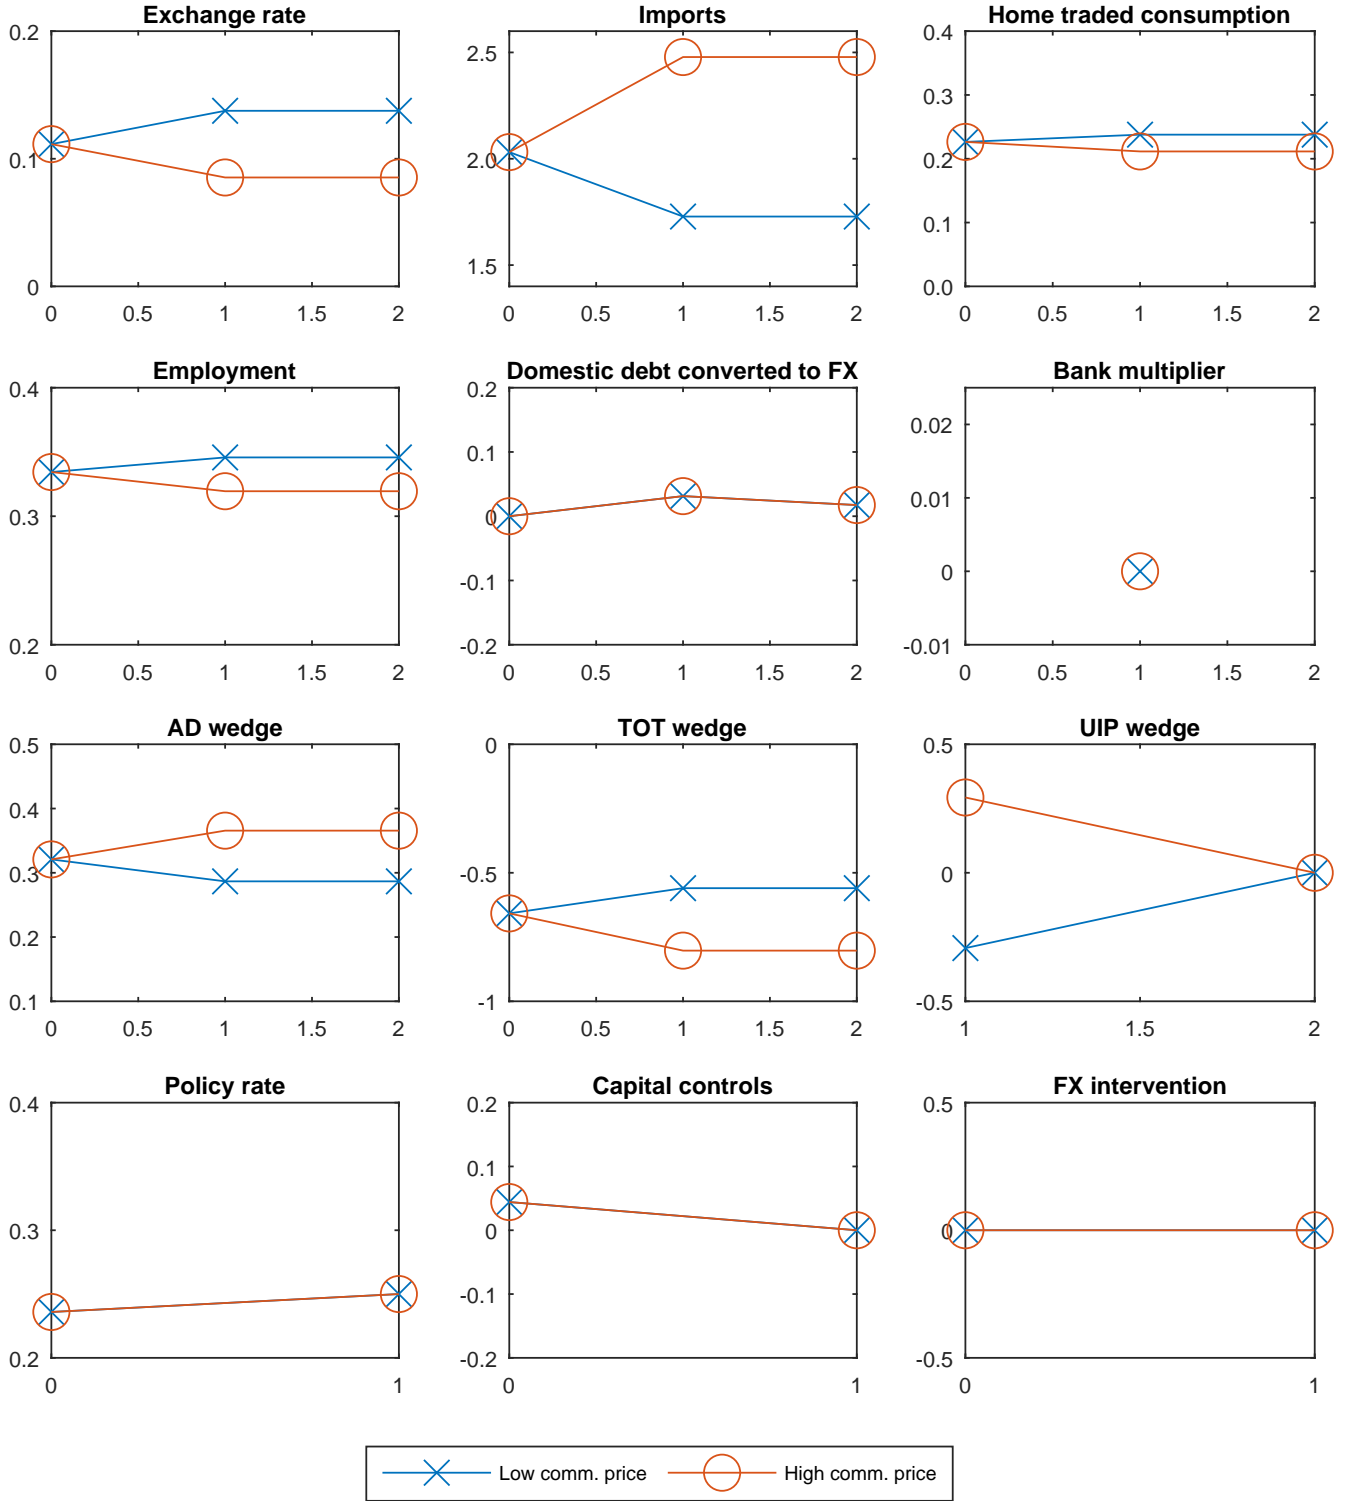 Exchange rate
0.2
0.1
0
0 0.5 1 1.5 2
Imports
2.5
2.0
1.5
0 0.5 1 1.5 2
Home traded consumption
0.4
0.3
0.2
0.1
0.0
0 0.5 1 1.5 2
Employment
0.4
0.3
0.2
0 0.5 1 1.5 2
Domestic debt converted to FX
0.2
0.1
0
-0.1
-0.2
0 0.5 1 1.5 2
Bank multiplier
0.02
0.01
0
-0.01
0 0.5 1 1.5 2
AD wedge
0.5
0.4
0.3
0.2
0.1
0 0.5 1 1.5 2
TOT wedge
0
-0.5
-1
0 0.5 1 1.5 2
UIP wedge
0.5
0
-0.5
1 1.5 2
Policy rate
0.4
0.3
0.2
0 1
Capital controls
0.2
0.1
0
-0.1
-0.2
0 1
FX intervention
0.5
0
-0.5
0 1
Low comm. price High comm. price